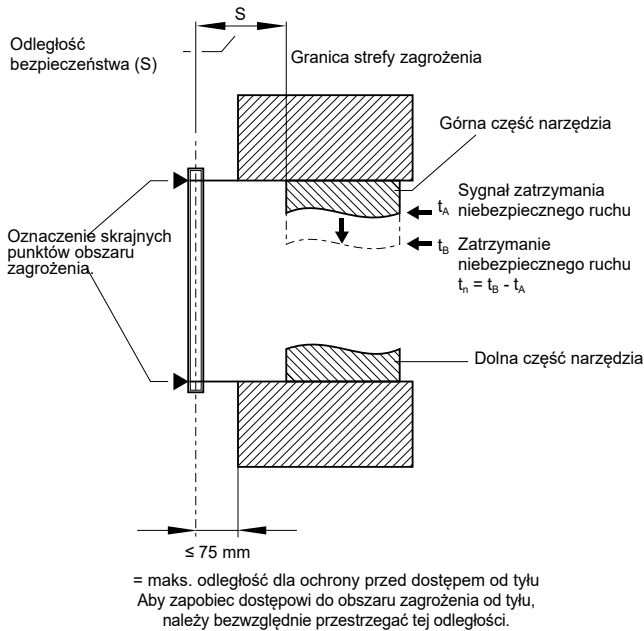 S
Odległość
bezpieczeństwa (S)
Granica strefy zagrożenia
Górna część narzędzia
tA Sygnał zatrzymania
niebezpiecznego ruchu
Oznaczenie skrajnych
punktów obszaru
zagrożenia.
tB Zatrzymanie
niebezpiecznego ruchu
tn = tB - tA
Dolna część narzędzia
≤ 75 mm
= maks. odległość dla ochrony przed dostępem od tyłu
Aby zapobiec dostępowi do obszaru zagrożenia od tyłu,
należy bezwzględnie przestrzegać tej odległości.